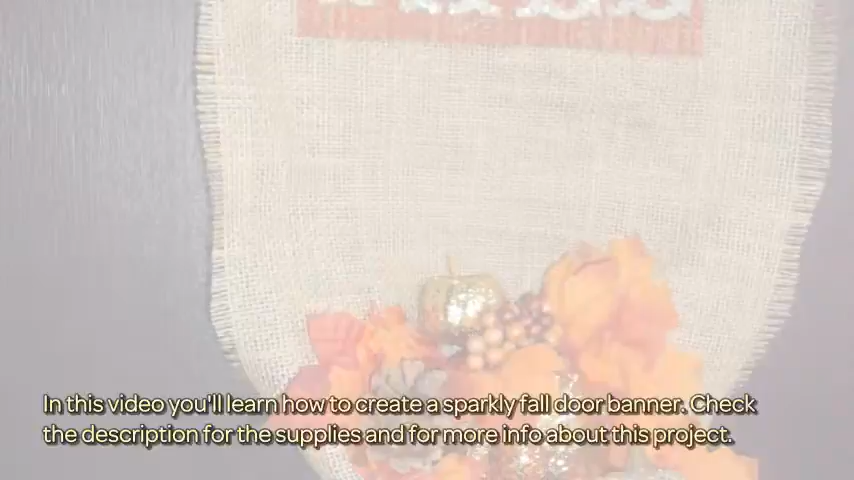 In this video you'll learn how to create a sparkly fall door banner. Check
the description for the supplies and for more info about this project.